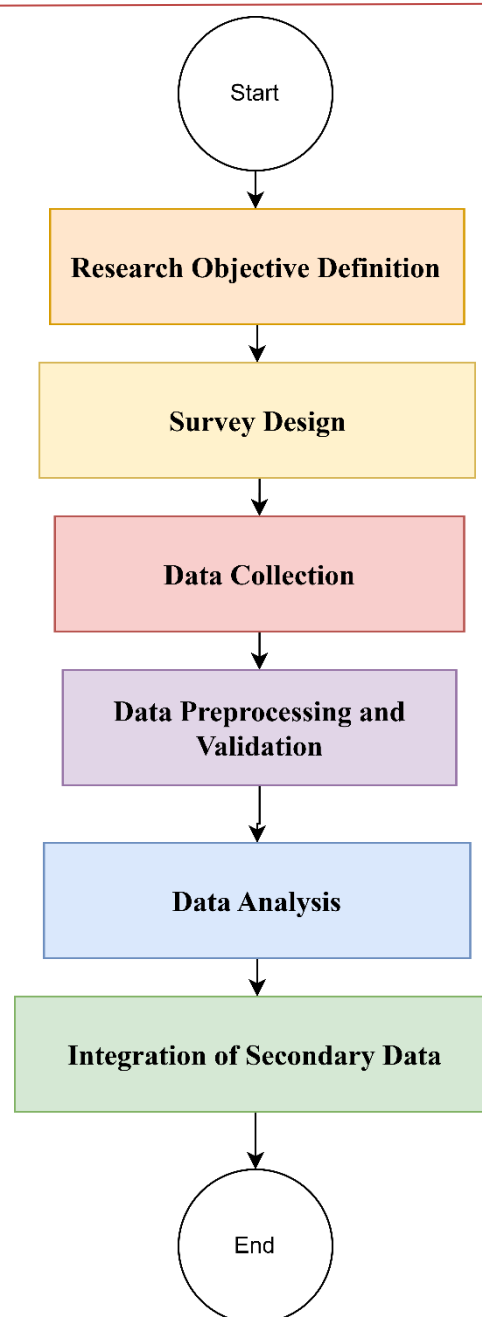 Start
Research Objective Definition
Survey Design
Data Collection
Data Preprocessing and
Validation
Data Analysis
Integration of Secondary Data
End